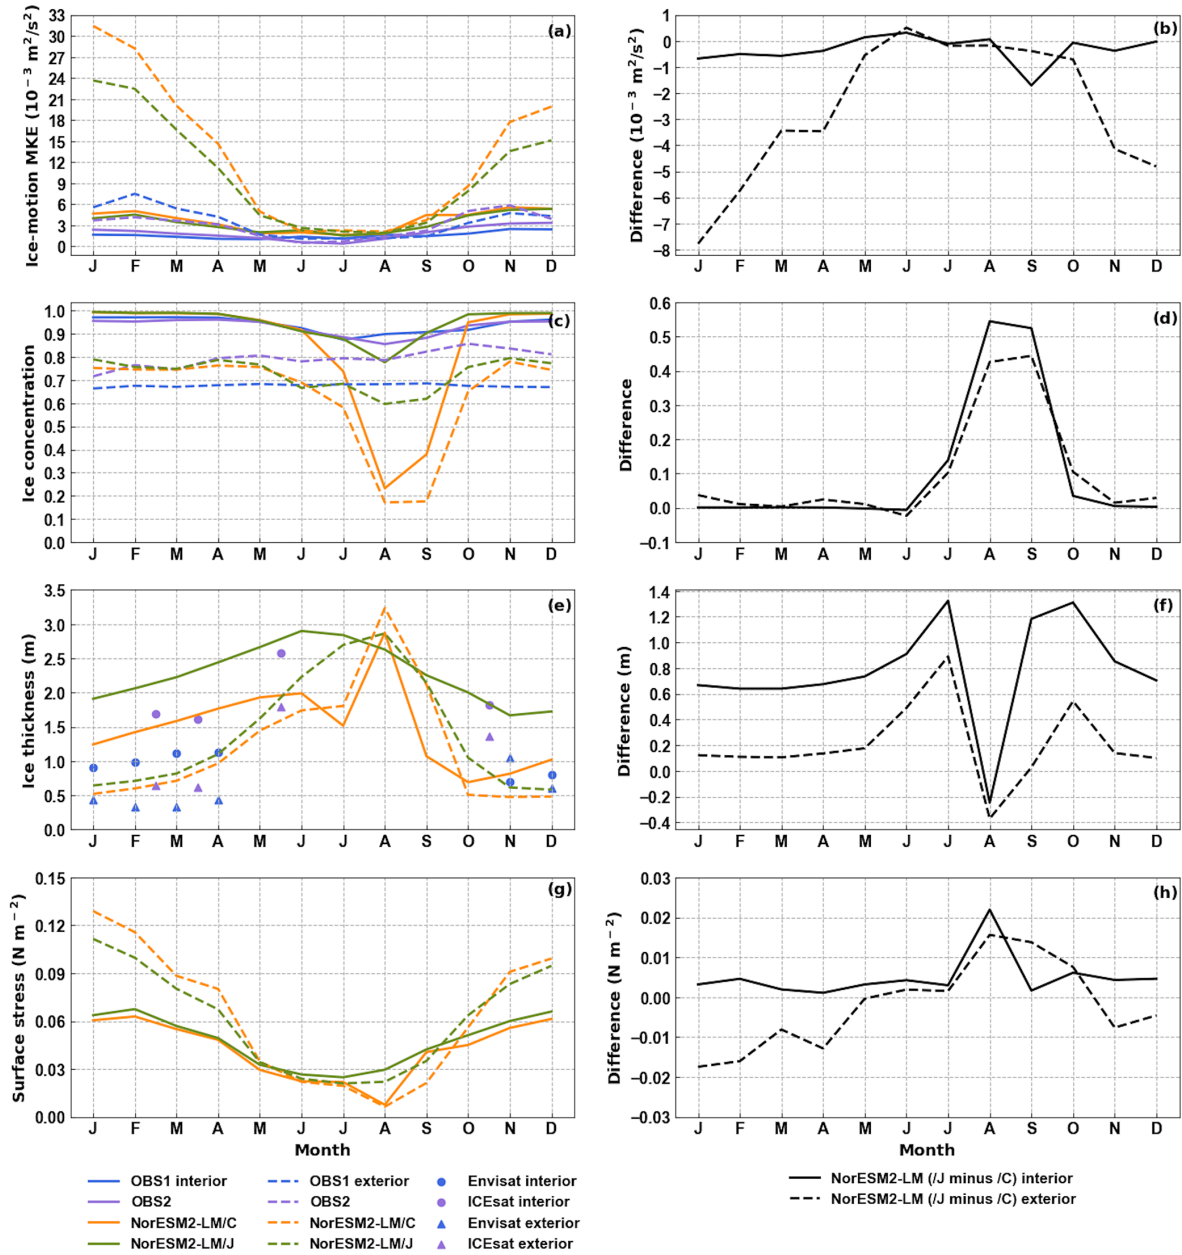 (a)
Ice-motion MKE (10⁻³ m²/s²)
33
30
27
24
21
18
15
12
9
6
3
0
J F M A M J J A S O N D
(b)
Difference (10⁻³ m²/s²)
1
0
−1
−2
−3
−4
−5
−6
−7
−8
J F M A M J J A S O N D
(c)
Ice concentration
1.0
0.9
0.8
0.7
0.6
0.5
0.4
0.3
0.2
0.1
0.0
J F M A M J J A S O N D
(d)
Difference
0.6
0.5
0.4
0.3
0.2
0.1
0.0
−0.1
J F M A M J J A S O N D
(e)
Ice thickness (m)
3.5
3.0
2.5
2.0
1.5
1.0
0.5
0.0
J F M A M J J A S O N D
(f)
Difference (m)
1.4
1.2
1.0
0.8
0.6
0.4
0.2
0.0
−0.2
−0.4
J F M A M J J A S O N D
(g)
Surface stress (N m⁻²)
0.15
0.12
0.09
0.06
0.03
0.00
J F M A M J J A S O N D
Month
(h)
Difference (N m⁻²)
0.03
0.02
0.01
0.00
−0.01
−0.02
−0.03
J F M A M J J A S O N D
Month
OBS1 interior
OBS2
NorESM2-LM/C
NorESM2-LM/J
OBS1 exterior
OBS2
NorESM2-LM/C
NorESM2-LM/J
Envisat interior
ICEsat interior
Envisat exterior
ICEsat exterior
NorESM2-LM (/J minus /C) interior
NorESM2-LM (/J minus /C) exterior